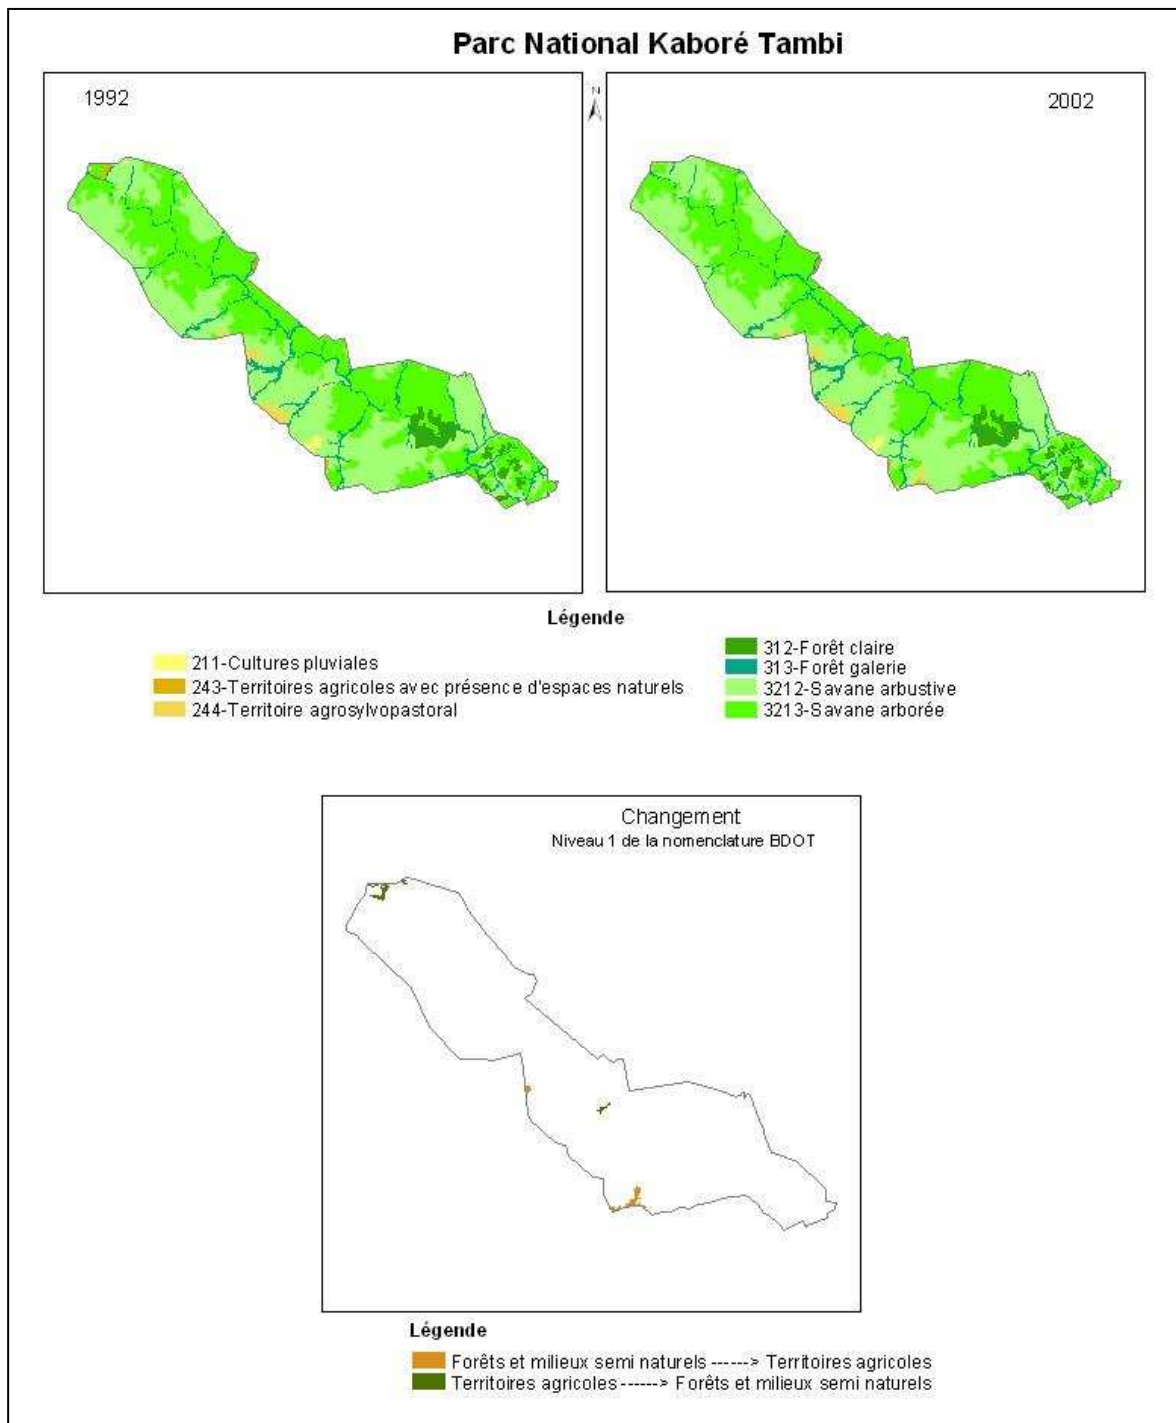 Parc National Kaboré Tambi
1992
N
2002
Légende
211-Cultures pluviales
243-Territoires agricoles avec présence d'espaces naturels
244-Territoire agrosylvopastoral
312-Forêt claire
313-Forêt galerie
3212-Savane arbustive
3213-Savane arborée
Changement
Niveau 1 de la nomenclature BDOT
Légende
Forêts et milieux semi naturels ------> Territoires agricoles
Territoires agricoles ------> Forêts et milieux semi naturels